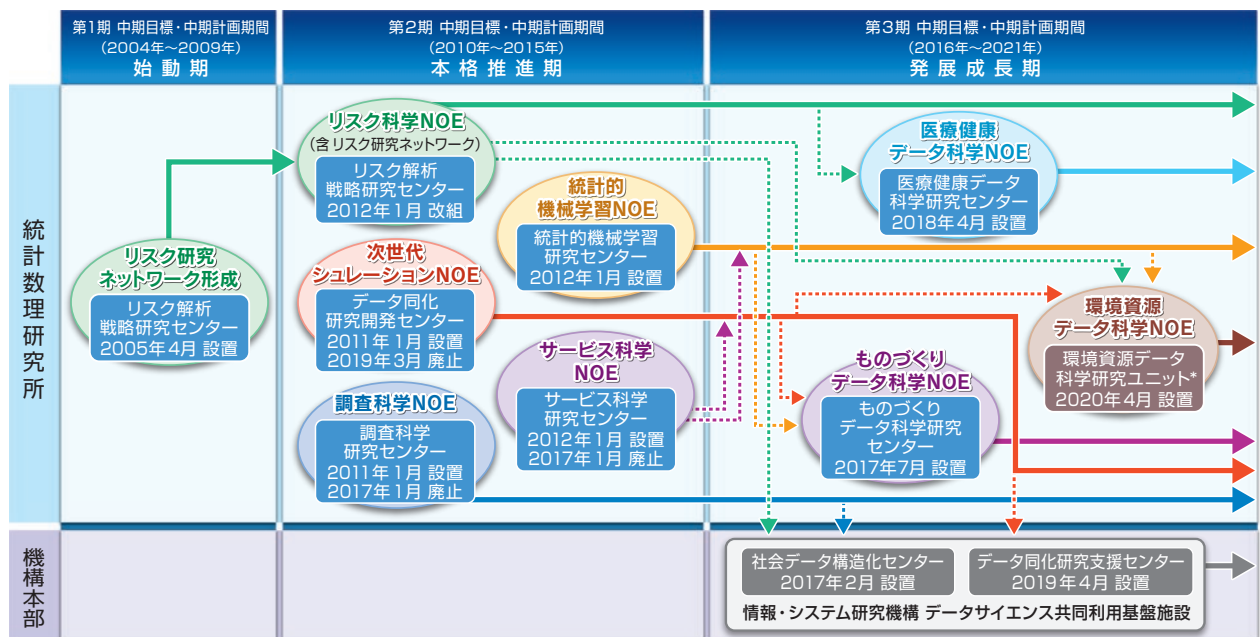 第1期 中期目標・中期計画期間
(2004年~2009年)
始動期
第2期 中期目標・中期計画期間
(2010年~2015年)
本格推進期
第3期 中期目標・中期計画期間
(2016年~2021年)
発展成長期
統計数理研究所
リスク研究
ネットワーク形成
リスク解析
戦略研究センター
2005年4月 設置
リスク科学NOE
(含 リスク研究ネットワーク)
リスク解析
戦略研究センター
2012年1月 改組
統計的
機械学習NOE
統計的機械学習
研究センター
2012年1月 設置
次世代
シュレーションNOE
データ同化
研究開発センター
2011年1月 設置
2019年3月 廃止
サービス科学
NOE
サービス科学
研究センター
2012年1月 設置
2017年1月 廃止
調査科学NOE
調査科学
研究センター
2011年1月 設置
2017年1月 廃止
医療健康
データ科学NOE
医療健康データ
科学研究センター
2018年4月 設置
環境資源
データ科学NOE
環境資源データ
科学研究ユニット*
2020年4月 設置
ものづくり
データ科学NOE
ものづくり
データ科学研究
センター
2017年7月 設置
機構本部
社会データ構造化センター
2017年2月 設置
データ同化研究支援センター
2019年4月 設置
情報・システム研究機構 データサイエンス共同利用基盤施設